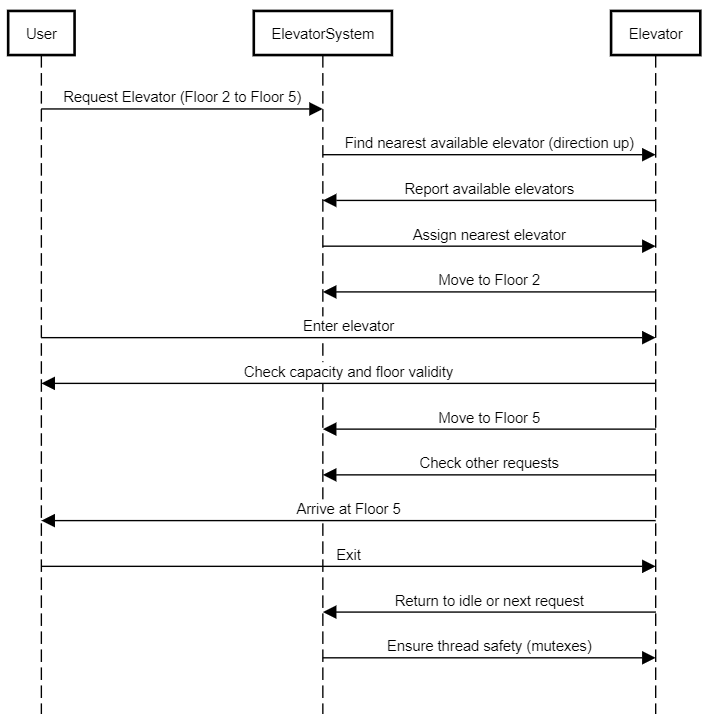 User
ElevatorSystem
Elevator
Request Elevator (Floor 2 to Floor 5)
Find nearest available elevator (direction up)
Report available elevators
Assign nearest elevator
Move to Floor 2
Enter elevator
Check capacity and floor validity
Move to Floor 5
Check other requests
Arrive at Floor 5
Exit
Return to idle or next request
Ensure thread safety (mutexes)